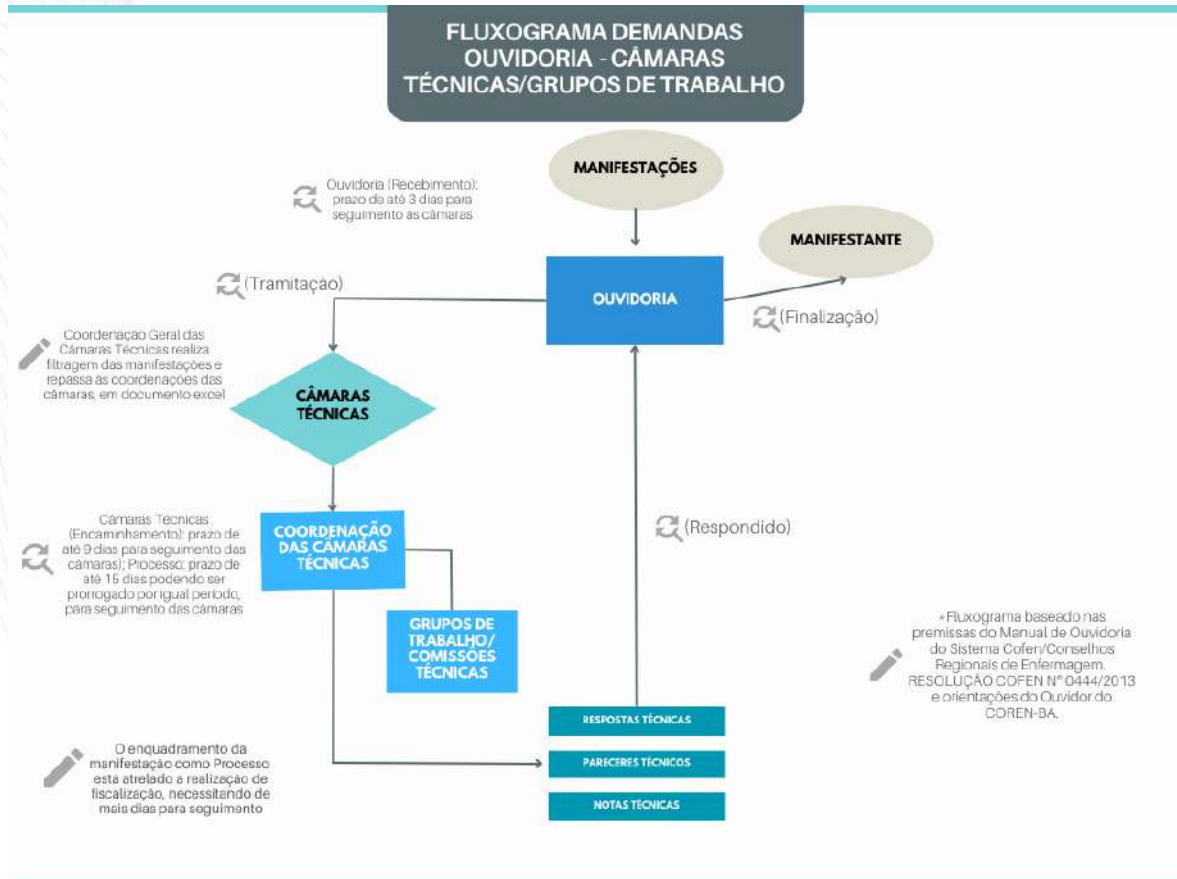 FLUXOGRAMA DEMANDAS
OUVIDORIA - CÂMARAS
TÉCNICAS/GRUPOS DE TRABALHO
MANIFESTAÇÕES
Ouvidoria (Recebimento):
prazo de até 3 dias para
seguimento as câmaras
MANIFESTANTE
OUVIDORIA
(Tramitação)
(Finalização)
Coordenação Geral das
Câmaras Técnicas realiza
filtragem das manifestações e
repassa às coordenações das
câmaras, em documento excel
CÂMARAS
TÉCNICAS
Câmaras Técnicas
(Encaminhamento): prazo de
até 9 dias para seguimento das
câmaras); Processo: prazo de
até 15 dias podendo ser
prorrogado por igual período,
para seguimento das câmaras
COORDENAÇÃO
DAS CÂMARAS
TÉCNICAS
(Respondido)
GRUPOS DE
TRABALHO/
COMISSÕES
TÉCNICAS
*Fluxograma baseado nas
premissas do Manual de Ouvidoria
do Sistema Cofen/Conselhos
Regionais de Enfermagem.
RESOLUÇÃO COFEN Nº 0444/2013
e orientações do Ouvidor do
COREN-BA.
RESPOSTAS TÉCNICAS
PARECERES TÉCNICOS
NOTAS TÉCNICAS
O enquadramento da
manifestação como Processo
está atrelado a realização de
fiscalização, necessitando de
mais dias para seguimento